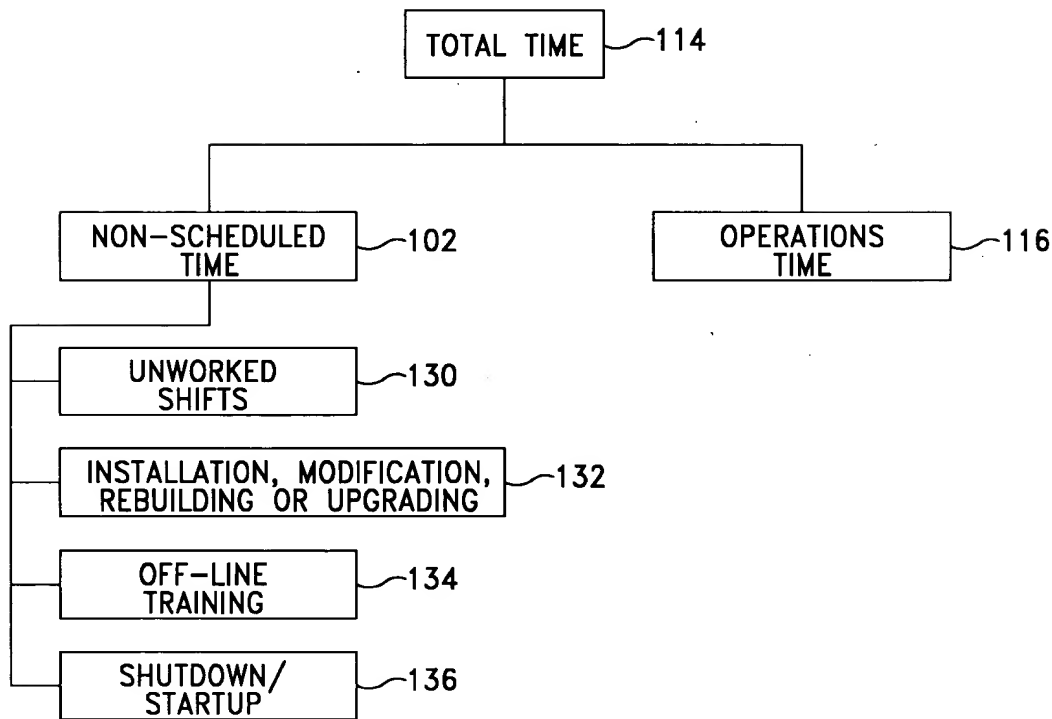 TOTAL TIME
114
NON-SCHEDULED
TIME
102
OPERATIONS
TIME
116
UNWORKED
SHIFTS
130
INSTALLATION, MODIFICATION,
REBUILDING OR UPGRADING
132
OFF-LINE
TRAINING
134
SHUTDOWN/
STARTUP
136